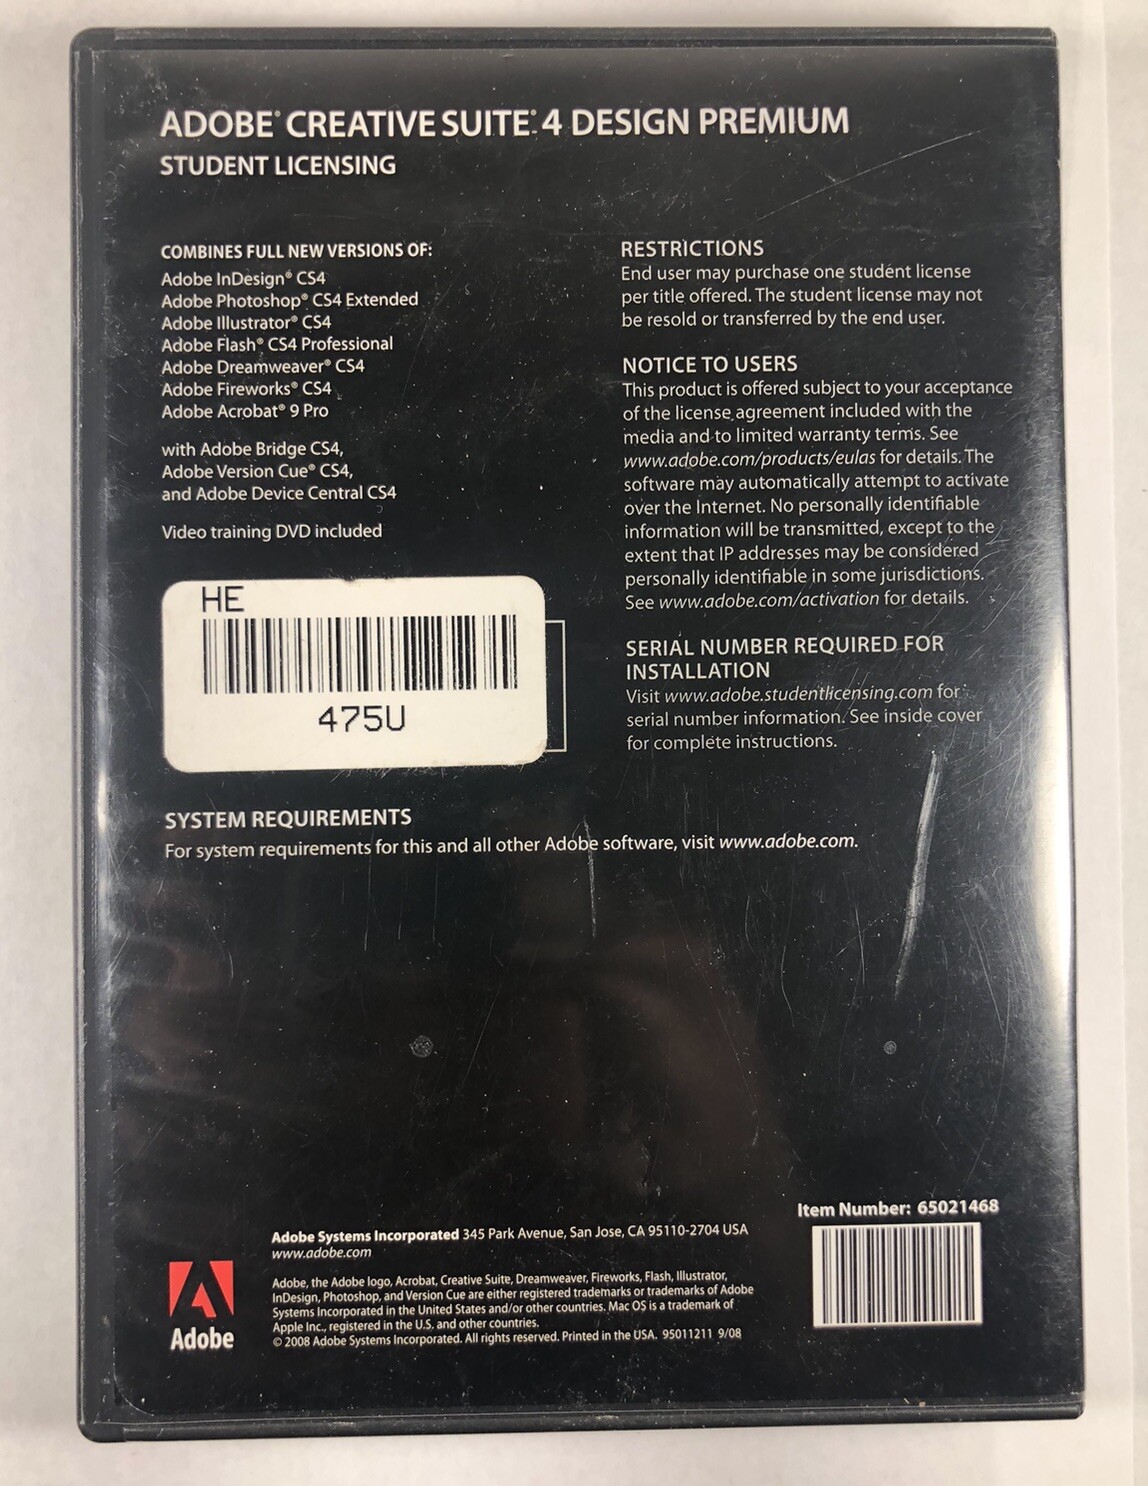 ADOBE® CREATIVE SUITE® 4 DESIGN PREMIUM
STUDENT LICENSING
COMBINES FULL NEW VERSIONS OF:
Adobe InDesign® CS4
Adobe Photoshop® CS4 Extended
Adobe Illustrator® CS4
Adobe Flash® CS4 Professional
Adobe Dreamweaver® CS4
Adobe Fireworks® CS4
Adobe Acrobat® 9 Pro
with Adobe Bridge CS4,
Adobe Version Cue® CS4,
and Adobe Device Central CS4
Video training DVD included
HE
475U
RESTRICTIONS
End user may purchase one student license
per title offered. The student license may not
be resold or transferred by the end user.
NOTICE TO USERS
This product is offered subject to your acceptance
of the license agreement included with the
media and to limited warranty terms. See
www.adobe.com/products/eulas for details. The
software may automatically attempt to activate
over the Internet. No personally identifiable
information will be transmitted, except to the
extent that IP addresses may be considered
personally identifiable in some jurisdictions.
See www.adobe.com/activation for details.
SERIAL NUMBER REQUIRED FOR
INSTALLATION
Visit www.adobe.studentlicensing.com for
serial number information. See inside cover
for complete instructions.
SYSTEM REQUIREMENTS
For system requirements for this and all other Adobe software, visit www.adobe.com.
Item Number: 65021468
Adobe
Adobe Systems Incorporated 345 Park Avenue, San Jose, CA 95110-2704 USA
www.adobe.com
Adobe, the Adobe logo, Acrobat, Creative Suite, Dreamweaver, Fireworks, Flash, Illustrator,
InDesign, Photoshop, and Version Cue are either registered trademarks or trademarks of Adobe
Systems Incorporated in the United States and/or other countries. Mac OS is a trademark of
Apple Inc., registered in the U.S. and other countries.
© 2008 Adobe Systems Incorporated. All rights reserved. Printed in the USA. 95011211 9/08